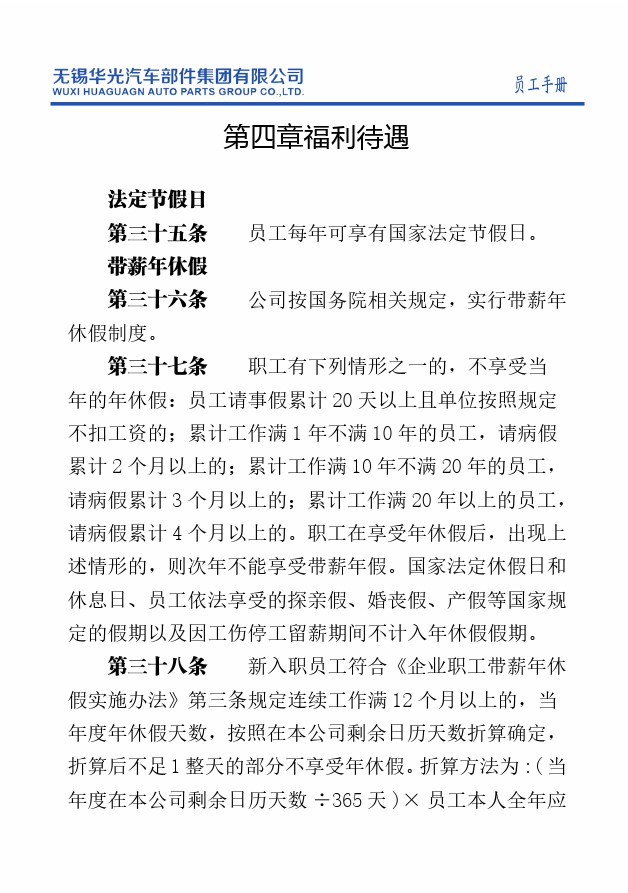 无锡华光汽车部件集团有限公司
WUXI HUAGUAGN AUTO PARTS GROUP CO.,LTD.
员工手册
第四章福利待遇
法定节假日
第三十五条 员工每年可享有国家法定节假日。
带薪年休假
第三十六条 公司按国务院相关规定，实行带薪年
休假制度。
第三十七条 职工有下列情形之一的，不享受当
年的年休假：员工请事假累计 20 天以上且单位按照规定
不扣工资的；累计工作满 1 年不满 10 年的员工，请病假
累计 2 个月以上的；累计工作满 10 年不满 20 年的员工，
请病假累计 3 个月以上的；累计工作满 20 年以上的员工，
请病假累计 4 个月以上的。职工在享受年休假后，出现上
述情形的，则次年不能享受带薪年假。国家法定休假日和
休息日、员工依法享受的探亲假、婚丧假、产假等国家规
定的假期以及因工伤停工留薪期间不计入年休假假期。
第三十八条 新入职员工符合《企业职工带薪年休
假实施办法》第三条规定连续工作满 12 个月以上的，当
年度年休假天数，按照在本公司剩余日历天数折算确定，
折算后不足 1 整天的部分不享受年休假。折算方法为 :( 当
年度在本公司剩余日历天数 ÷365 天 )× 员工本人全年应